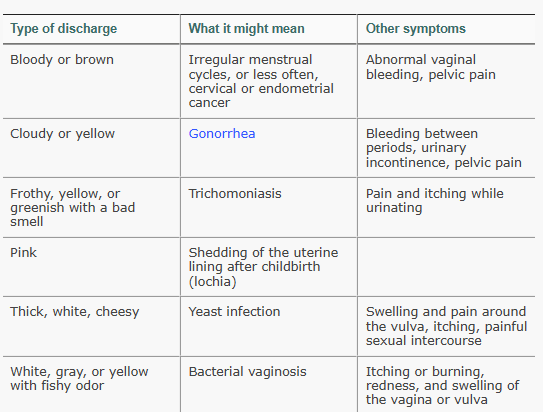 Type of discharge
What it might mean
Other symptoms
Bloody or brown
Irregular menstrual
cycles, or less often,
cervical or endometrial
cancer
Abnormal vaginal
bleeding, pelvic pain
Cloudy or yellow
Gonorrhea
Bleeding between
periods, urinary
incontinence, pelvic pain
Frothy, yellow, or
greenish with a bad
smell
Trichomoniasis
Pain and itching while
urinating
Pink
Shedding of the uterine
lining after childbirth
(lochia)
Thick, white, cheesy
Yeast infection
Swelling and pain around
the vulva, itching, painful
sexual intercourse
White, gray, or yellow
with fishy odor
Bacterial vaginosis
Itching or burning,
redness, and swelling of
the vagina or vulva